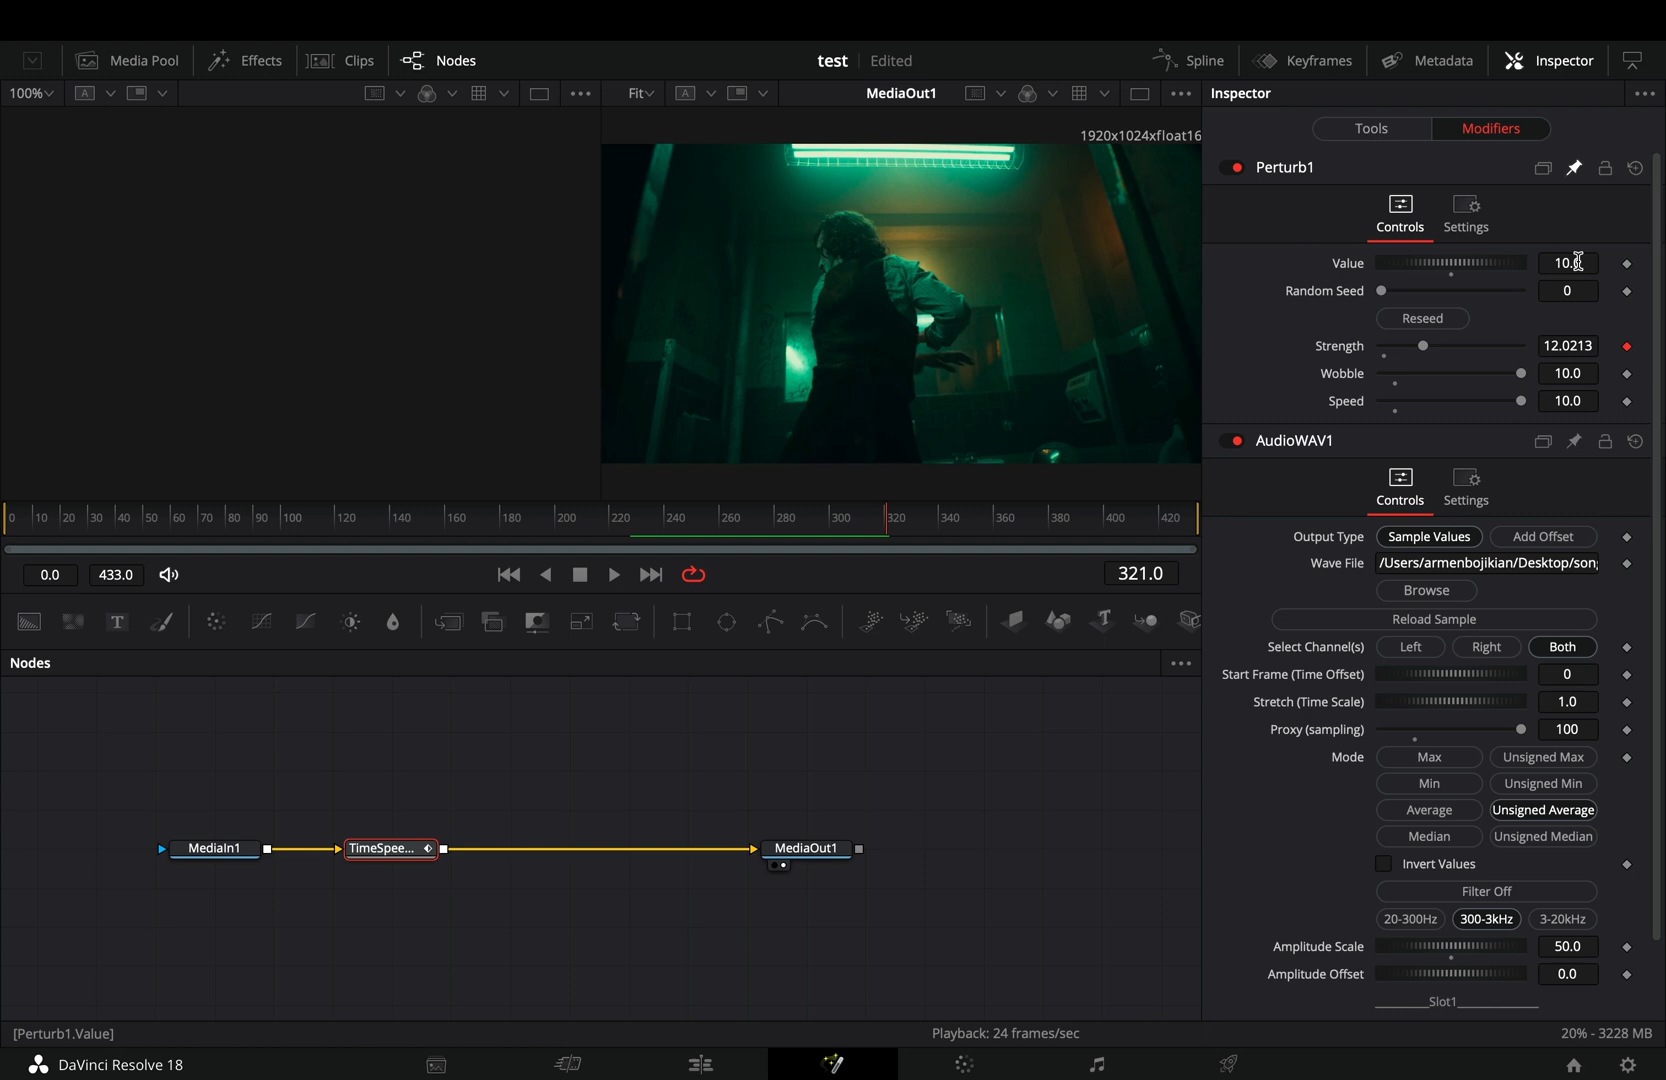 Media Pool Effects Clips Nodes test Edited Spline Keyframes Metadata Inspector
100% Fit MediaOut1 Inspector
1920x1024xfloat16
Tools Modifiers
Perturb1
Controls Settings
Value
Random Seed 0
Reseed
Strength 12.0213
Wobble 10.0
Speed 10.0
AudioWAV1
Controls Settings
0 10 20 30 40 50 60 70 80 90 100 120 140 160 180 200 220 240 260 280 300 320 340 360 380 400 420
Output Type Sample Values Add Offset
Wave File /Users/armenbojikian/Desktop/song
0.0 433.0 321.0
Browse
Reload Sample
Select Channel(s) Left Right Both
Nodes
Start Frame (Time Offset) 0
Stretch (Time Scale) 1.0
Proxy (sampling) 100
Mode Max Unsigned Max
Min Unsigned Min
Average Unsigned Average
Median Unsigned Median
MediaIn1 TimeSpee... MediaOut1
Invert Values
Filter Off
20-300Hz 300-3kHz 3-20kHz
Amplitude Scale 50.0
Amplitude Offset 0.0
Slot1
[Perturb1.Value] Playback: 24 frames/sec 20% - 3228 MB
DaVinci Resolve 18